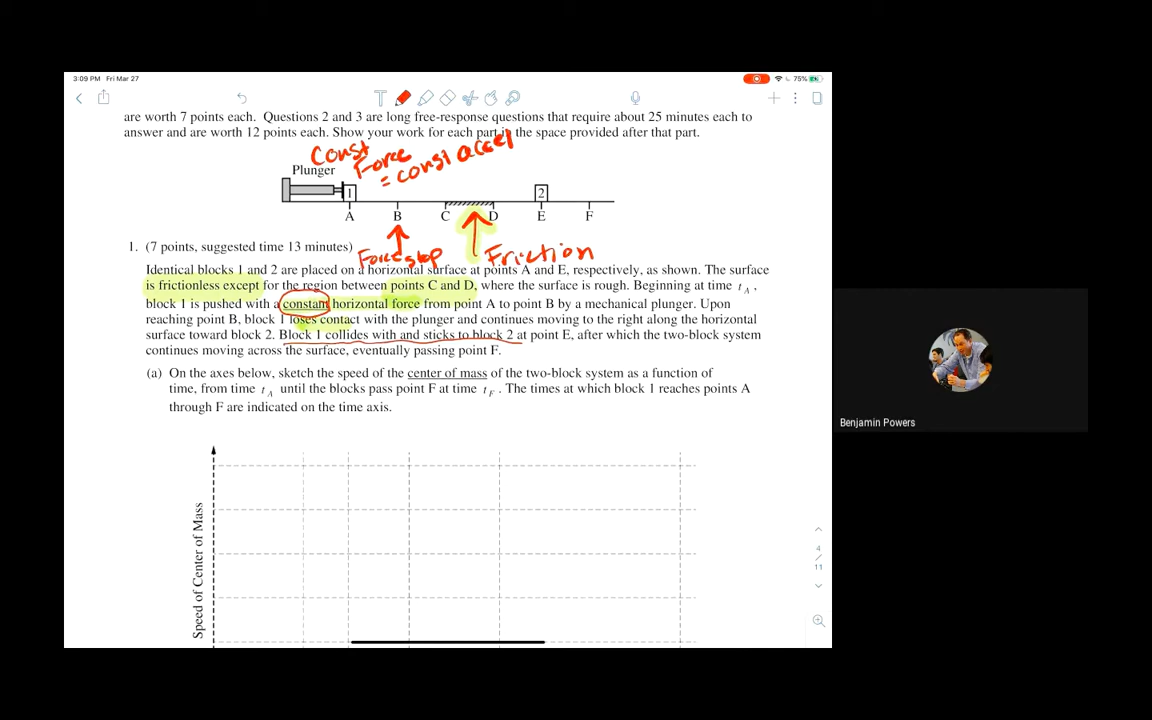 3:09 PM Fri Mar 27
75%
are worth 7 points each. Questions 2 and 3 are long free-response questions that require about 25 minutes each to
answer and are worth 12 points each. Show your work for each part in the space provided after that part.
Const
Force
= const accel
Plunger
1
2
A B C D E F
Force stop
Friction
1. (7 points, suggested time 13 minutes)
Identical blocks 1 and 2 are placed on a horizontal surface at points A and E, respectively, as shown. The surface
is frictionless except for the region between points C and D, where the surface is rough. Beginning at time tA,
block 1 is pushed with a constant horizontal force from point A to point B by a mechanical plunger. Upon
reaching point B, block 1 loses contact with the plunger and continues moving to the right along the horizontal
surface toward block 2. Block 1 collides with and sticks to block 2 at point E, after which the two-block system
continues moving across the surface, eventually passing point F.
(a) On the axes below, sketch the speed of the center of mass of the two-block system as a function of
time, from time tA until the blocks pass point F at time tF. The times at which block 1 reaches points A
through F are indicated on the time axis.
Speed of Center of Mass
4
/
11
T
Benjamin Powers